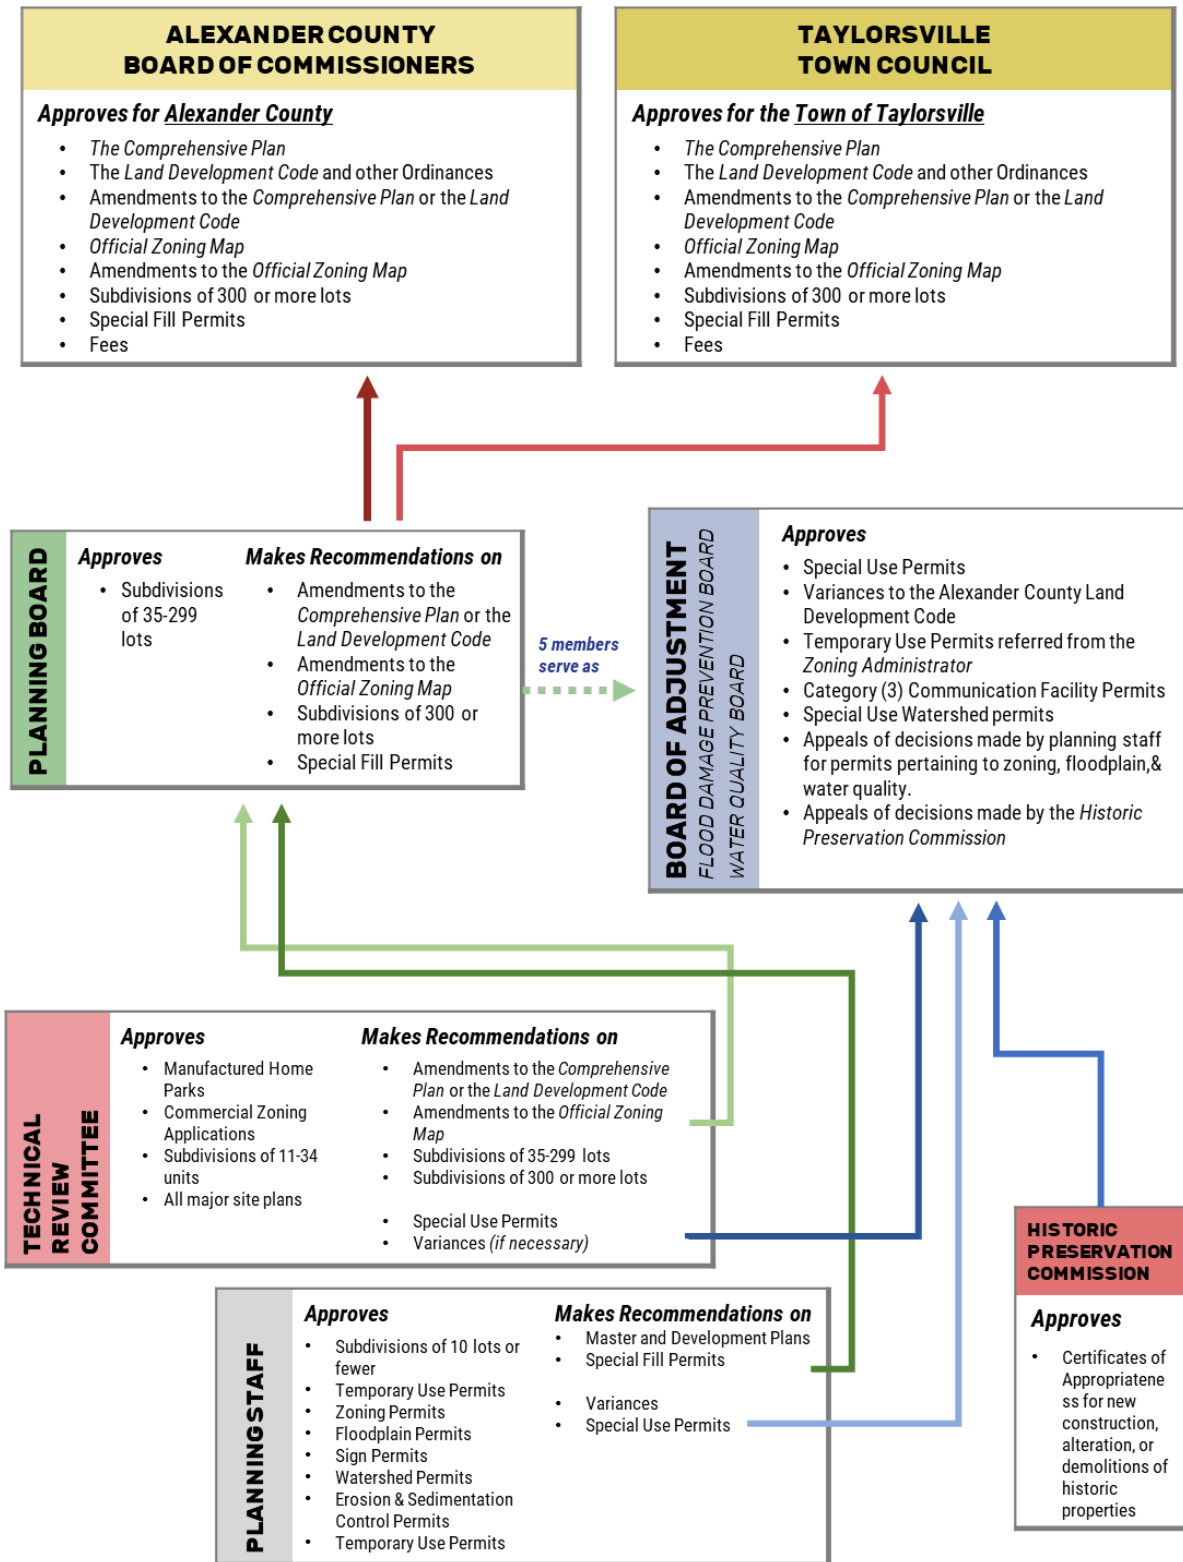 ALEXANDER COUNTY
BOARD OF COMMISSIONERS
Approves for Alexander County
• The Comprehensive Plan
• The Land Development Code and other Ordinances
• Amendments to the Comprehensive Plan or the Land
Development Code
• Official Zoning Map
• Amendments to the Official Zoning Map
• Subdivisions of 300 or more lots
• Special Fill Permits
• Fees
TAYLORSVILLE
TOWN COUNCIL
Approves for the Town of Taylorsville
• The Comprehensive Plan
• The Land Development Code and other Ordinances
• Amendments to the Comprehensive Plan or the Land
Development Code
• Official Zoning Map
• Amendments to the Official Zoning Map
• Subdivisions of 300 or more lots
• Special Fill Permits
• Fees
PLANNING BOARD
Approves
• Subdivisions
of 35-299
lots
Makes Recommendations on
• Amendments to the
Comprehensive Plan or the
Land Development Code
• Amendments to the
Official Zoning Map
• Subdivisions of 300 or
more lots
• Special Fill Permits
5 members
serve as
BOARD OF ADJUSTMENT
FLOOD DAMAGE PREVENTION BOARD
WATER QUALITY BOARD
Approves
• Special Use Permits
• Variances to the Alexander County Land
Development Code
• Temporary Use Permits referred from the
Zoning Administrator
• Category (3) Communication Facility Permits
• Special Use Watershed permits
• Appeals of decisions made by planning staff
for permits pertaining to zoning, floodplain,&
water quality.
• Appeals of decisions made by the Historic
Preservation Commission
TECHNICAL
REVIEW
COMMITTEE
Approves
• Manufactured Home
Parks
• Commercial Zoning
Applications
• Subdivisions of 11-34
units
• All major site plans
Makes Recommendations on
• Amendments to the Comprehensive
Plan or the Land Development Code
• Amendments to the Official Zoning
Map
• Subdivisions of 35-299 lots
• Subdivisions of 300 or more lots
• Special Use Permits
• Variances (if necessary)
PLANNING STAFF
Approves
• Subdivisions of 10 lots or
fewer
• Temporary Use Permits
• Zoning Permits
• Floodplain Permits
• Sign Permits
• Watershed Permits
• Erosion & Sedimentation
Control Permits
• Temporary Use Permits
Makes Recommendations on
• Master and Development Plans
• Special Fill Permits
• Variances
• Special Use Permits
HISTORIC
PRESERVATION
COMMISSION
Approves
• Certificates of
Appropriatene
ss for new
construction,
alteration, or
demolitions of
historic
properties